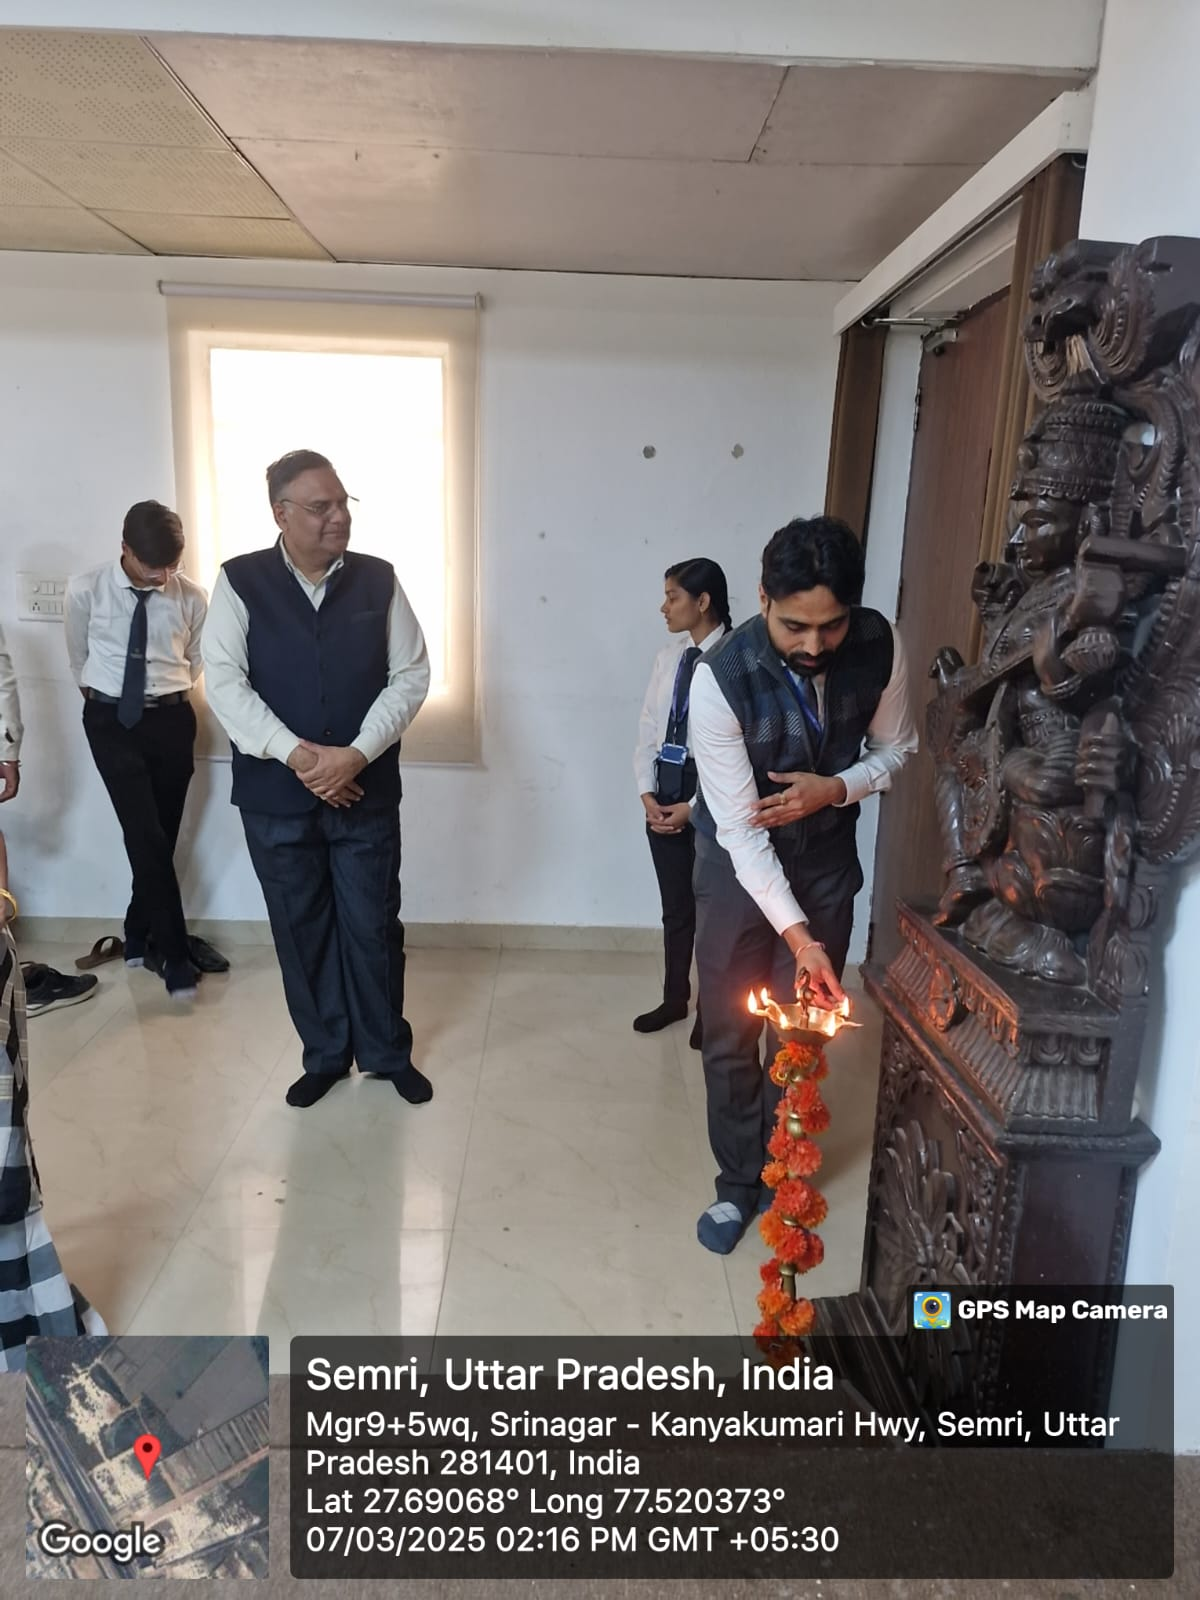 GPS Map Camera
Semri, Uttar Pradesh, India
Mgr9+5wq, Srinagar - Kanyakumari Hwy, Semri, Uttar
Pradesh 281401, India
Lat 27.69068° Long 77.520373°
07/03/2025 02:16 PM GMT +05:30
Google